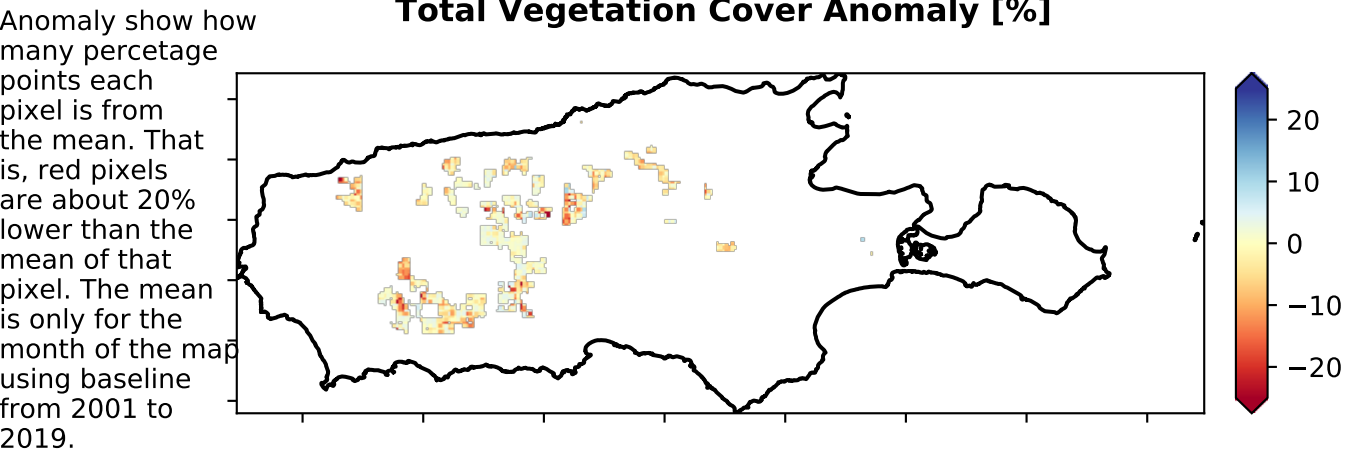 Total Vegetation Cover Anomaly [%]
Anomaly show how
many percetage
points each
pixel is from
the mean. That
is, red pixels
are about 20%
lower than the
mean of that
pixel. The mean
is only for the
month of the map
using baseline
from 2001 to
2019.
20
10
0
−10
−20